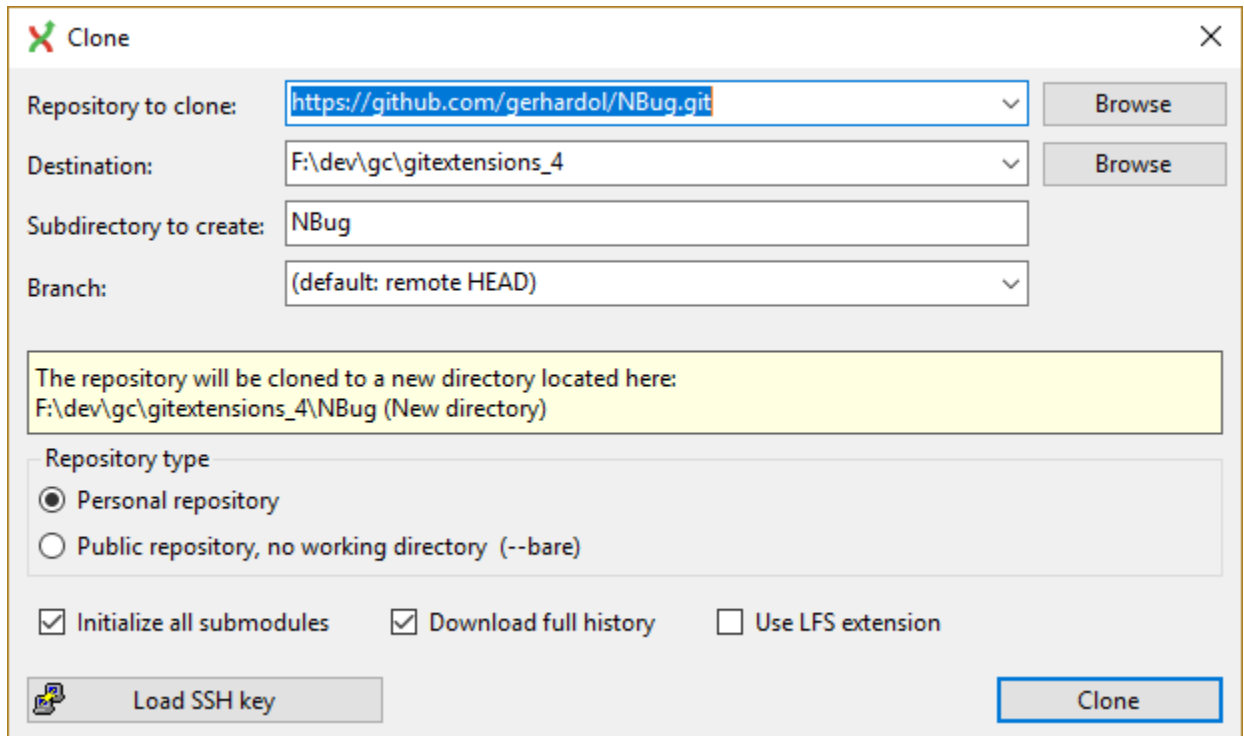 Clone
Repository to clone: https://github.com/gerhardol/NBug.git Browse
Destination: F:\dev\gc\gitextensions_4 Browse
Subdirectory to create: NBug
Branch: (default: remote HEAD)
The repository will be cloned to a new directory located here:
F:\dev\gc\gitextensions_4\NBug (New directory)
Repository type
Personal repository
Public repository, no working directory (--bare)
Initialize all submodules Download full history Use LFS extension
Load SSH key Clone